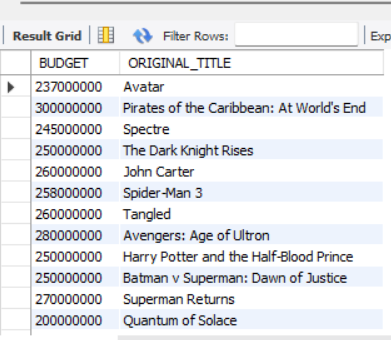 Result Grid Filter Rows: Exp
BUDGET ORIGINAL_TITLE
237000000 Avatar
300000000 Pirates of the Caribbean: At World's End
245000000 Spectre
250000000 The Dark Knight Rises
260000000 John Carter
258000000 Spider-Man 3
260000000 Tangled
280000000 Avengers: Age of Ultron
250000000 Harry Potter and the Half-Blood Prince
250000000 Batman v Superman: Dawn of Justice
270000000 Superman Returns
200000000 Quantum of Solace